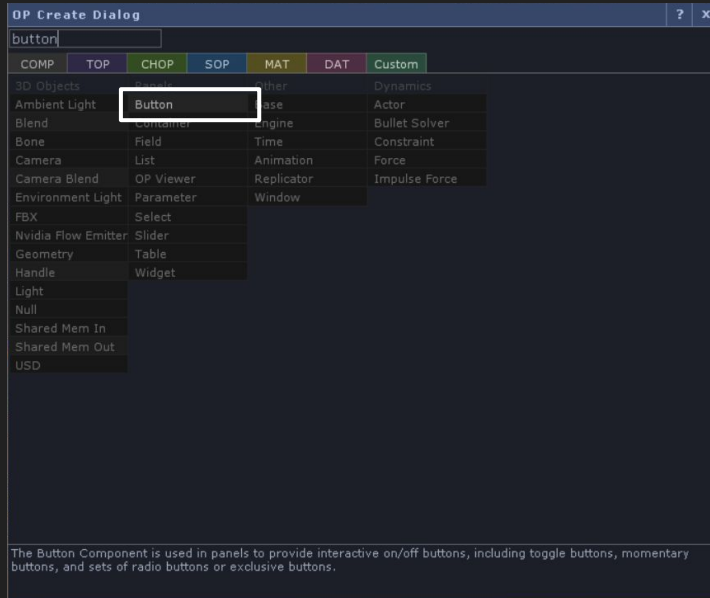 OP Create Dialog ? x
button
COMP TOP CHOP SOP MAT DAT Custom
3D Objects Panels Other Dynamics
Ambient Light Button Base Actor
Blend Container Engine Bullet Solver
Bone Field Time Constraint
Camera List Animation Force
Camera Blend OP Viewer Replicator Impulse Force
Environment Light Parameter Window
FBX Select
Nvidia Flow Emitter Slider
Geometry Table
Handle Widget
Light
Null
Shared Mem In
Shared Mem Out
USD
The Button Component is used in panels to provide interactive on/off buttons, including toggle buttons, momentary
buttons, and sets of radio buttons or exclusive buttons.